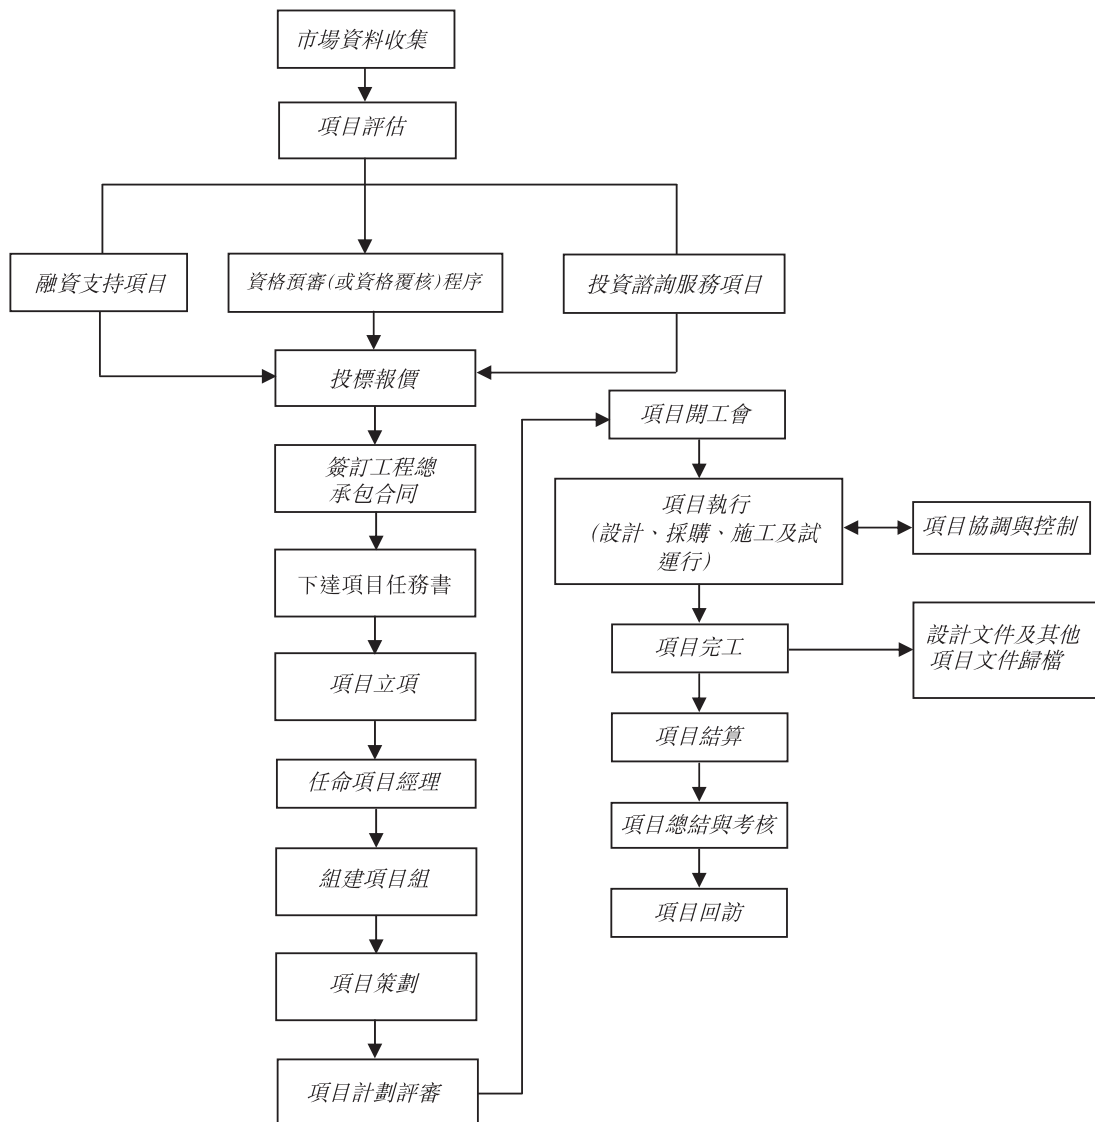 市場資料收集
項目評估
融資支持項目
資格預審(或資格覆核)程序
投資諮詢服務項目
投標報價
簽訂工程總
承包合同
下達項目任務書
項目立項
任命項目經理
組建項目組
項目策劃
項目計劃評審
項目開工會
項目執行
(設計、採購、施工及試
運行)
項目協調與控制
項目完工
設計文件及其他
項目文件歸檔
項目結算
項目總結與考核
項目回訪